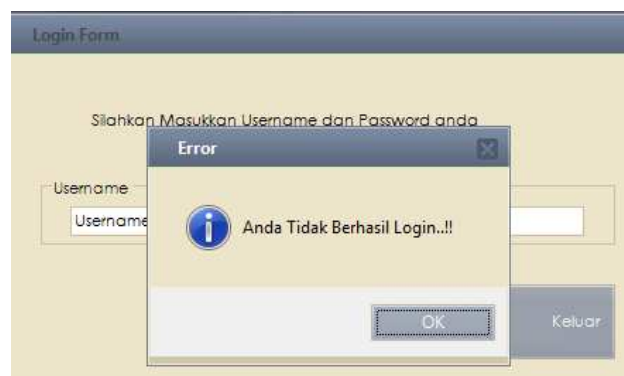 Login Form
Silahkan Masukkan Username dan Password anda
Error
Username
Username
Anda Tidak Berhasil Login..!!
OK
Keluar